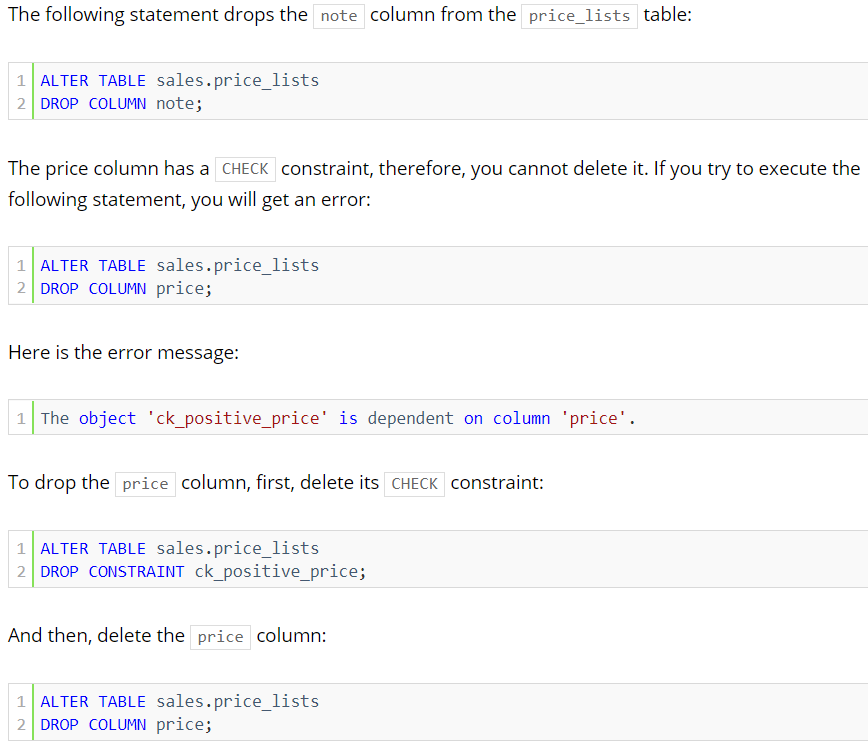 The following statement drops the note column from the price_lists table:
1 ALTER TABLE sales.price_lists
2 DROP COLUMN note;
The price column has a CHECK constraint, therefore, you cannot delete it. If you try to execute the
following statement, you will get an error:
1 ALTER TABLE sales.price_lists
2 DROP COLUMN price;
Here is the error message:
1 The object 'ck_positive_price' is dependent on column 'price'.
To drop the price column, first, delete its CHECK constraint:
1 ALTER TABLE sales.price_lists
2 DROP CONSTRAINT ck_positive_price;
And then, delete the price column:
1 ALTER TABLE sales.price_lists
2 DROP COLUMN price;